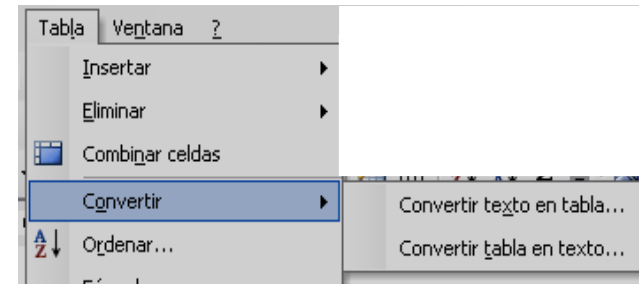 Tabla Ventana ?
Insertar
Eliminar
Combinar celdas
Convertir
Convertir texto en tabla...
Ordenar...
Convertir tabla en texto...